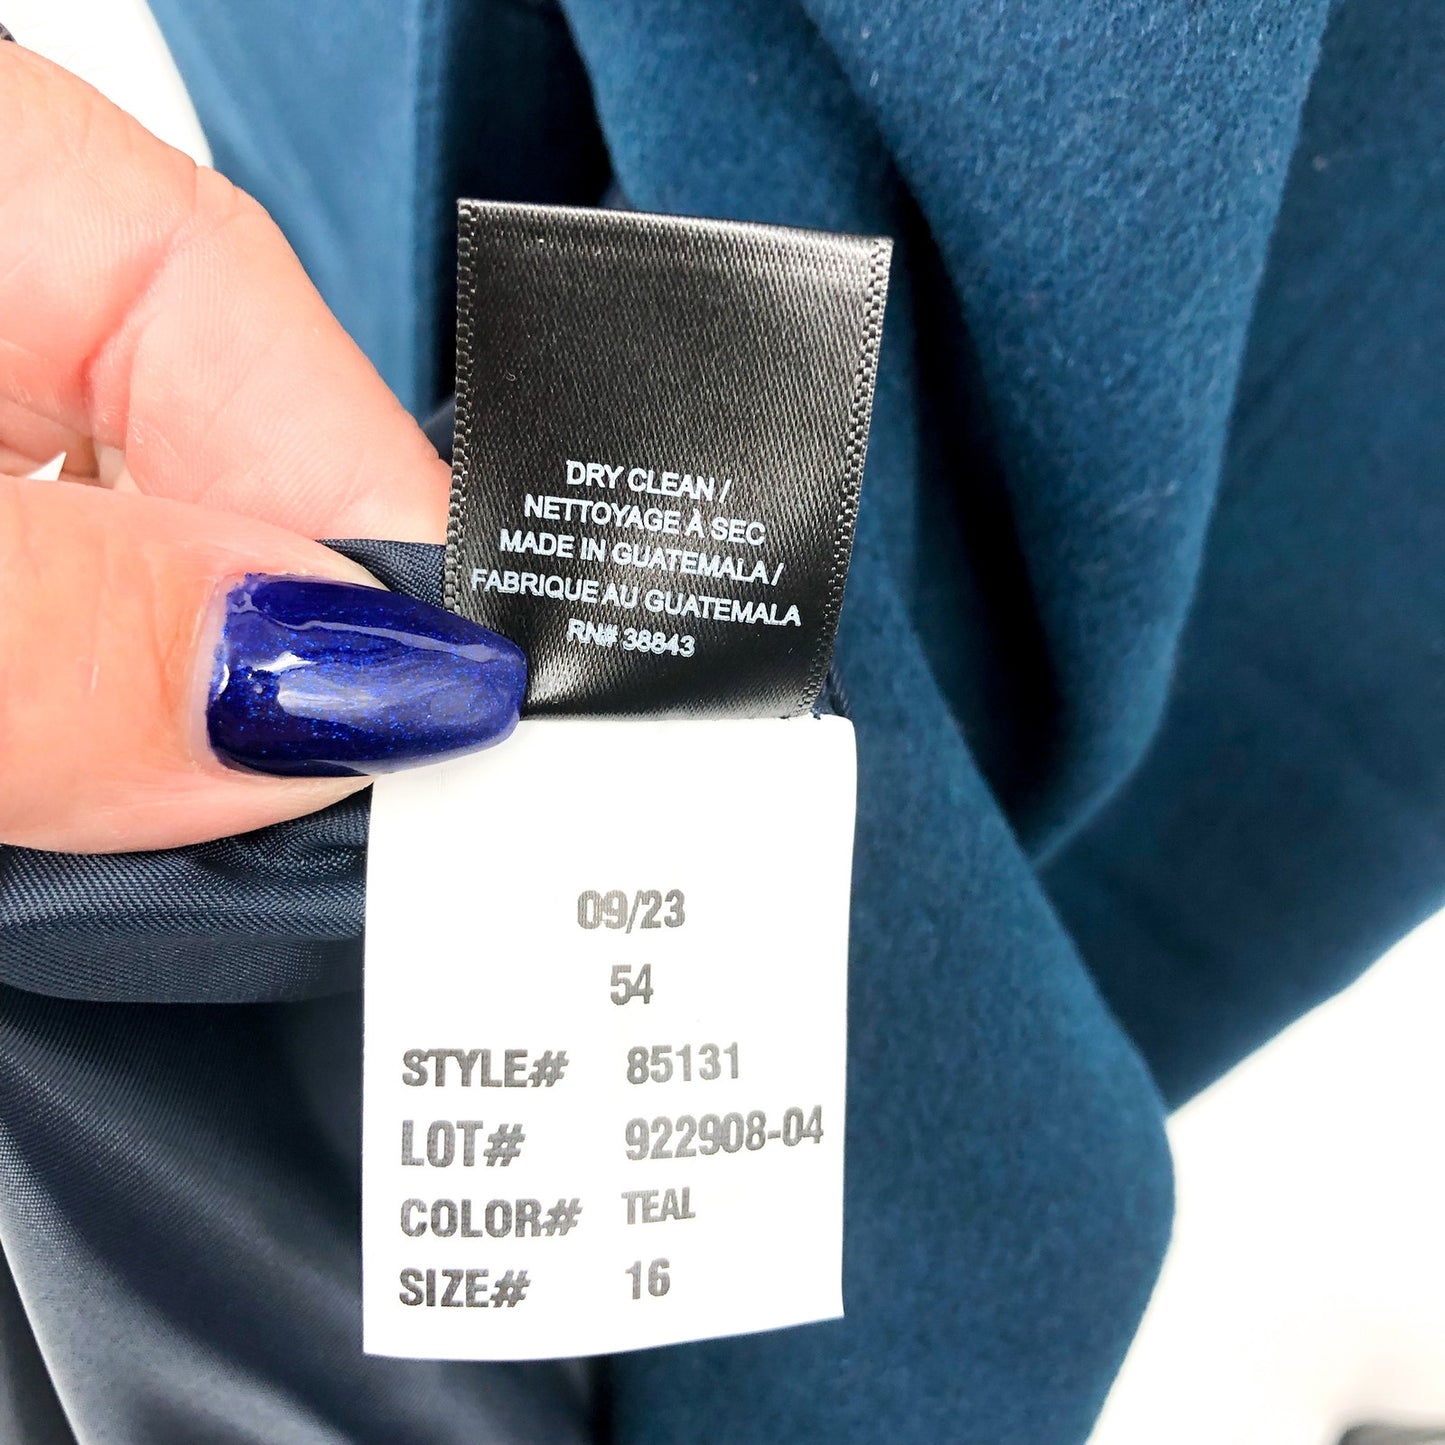 DRY CLEAN /
NETTOYAGE À SEC
MADE IN GUATEMALA /
FABRIQUE AU GUATEMALA
RN# 38843
09/23
54
STYLE# 85131
LOT# 922908-04
COLOR# TEAL
SIZE# 16